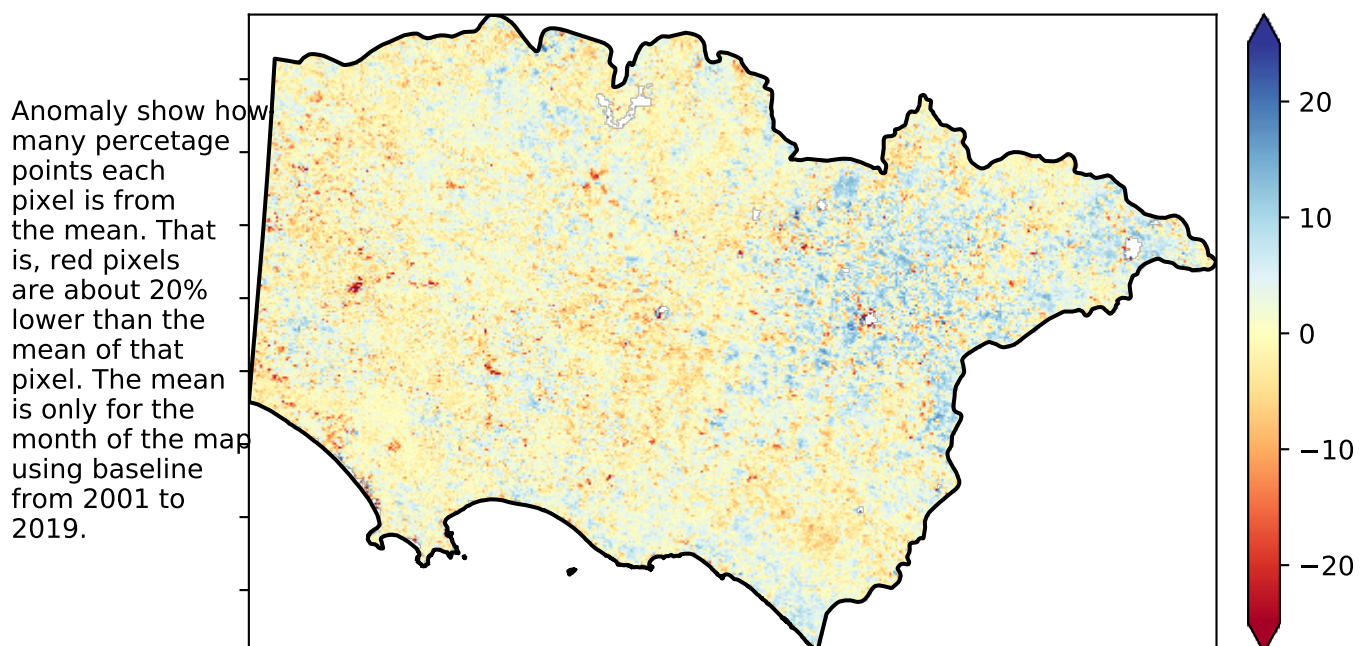 Anomaly show how
many percetage
points each
pixel is from
the mean. That
is, red pixels
are about 20%
lower than the
mean of that
pixel. The mean
is only for the
month of the map
using baseline
from 2001 to
2019.
20
10
0
−10
−20